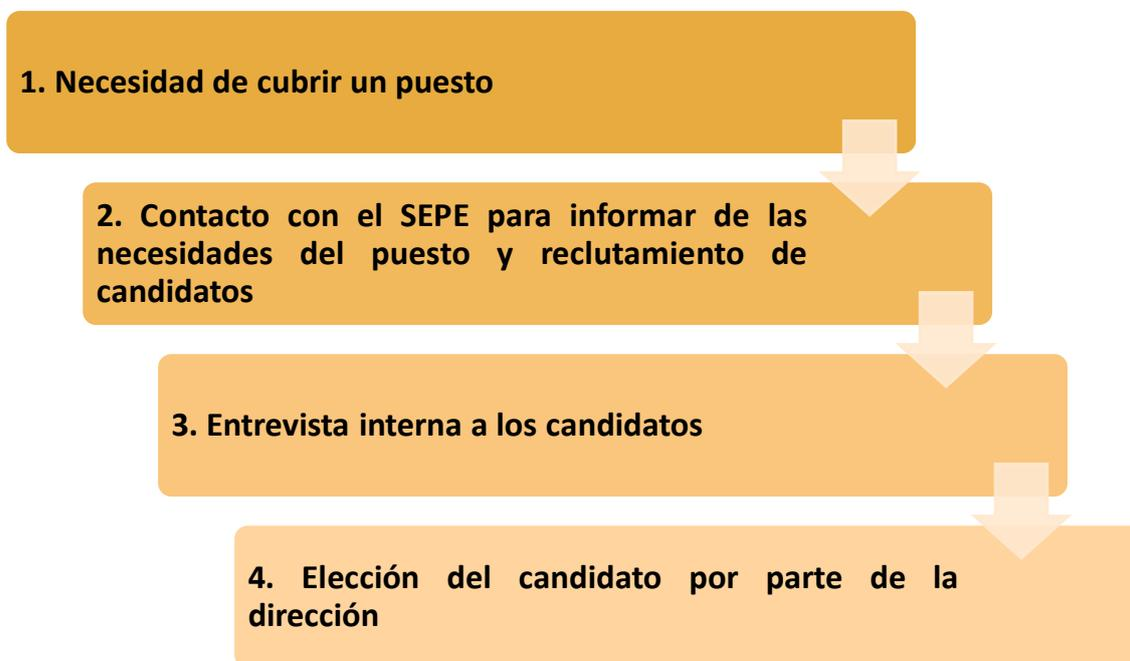 1. Necesidad de cubrir un puesto
2. Contacto con el SEPE para informar de las
necesidades del puesto y reclutamiento de
candidatos
3. Entrevista interna a los candidatos
4. Elección del candidato por parte de la
dirección